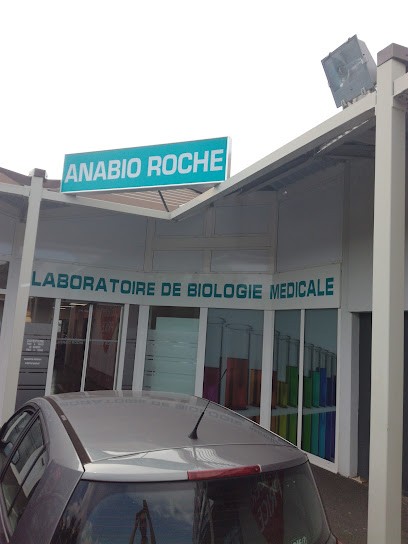 ANABIO ROCHE
LABORATOIRE DE BIOLOGIE MEDICALE